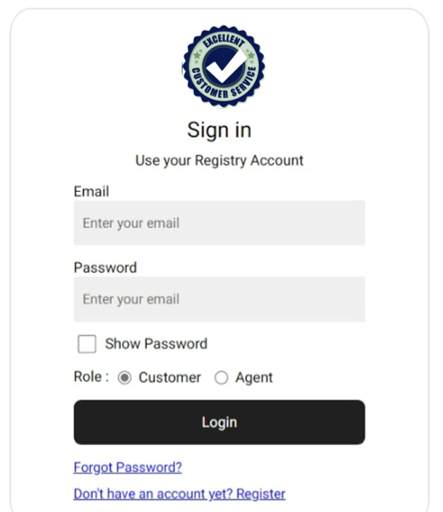 EXCELLENT
CUSTOMER SERVICE
Sign in
Use your Registry Account
Email
Enter your email
Password
Enter your email
Show Password
Role : Customer Agent
Login
Forgot Password?
Don't have an account yet? Register